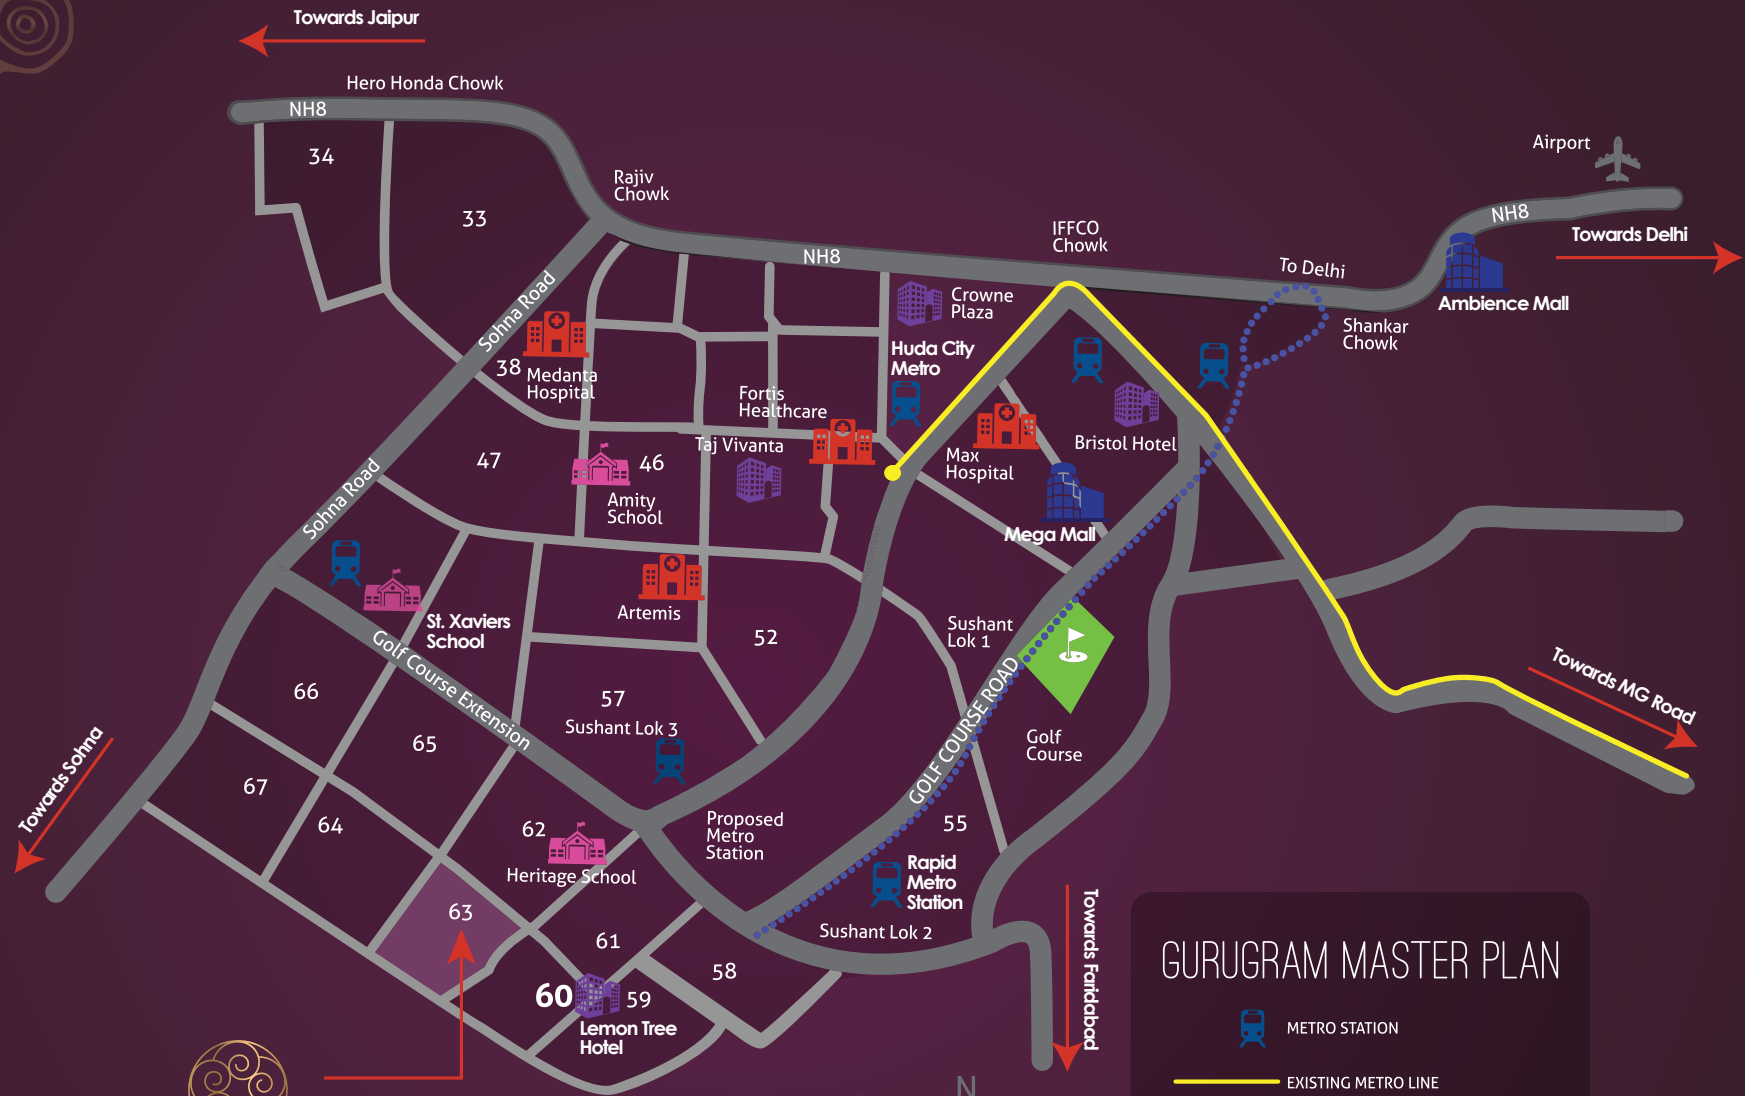 Towards Jaipur
Hero Honda Chowk
NH8
34
33
Rajiv
Chowk
Airport
NH8
Towards Delhi
IFFCO
Chowk
NH8
To Delhi
Ambience Mall
Shankar
Chowk
Sohna Road
Crowne
Plaza
Huda City
Metro
38
Medanta
Hospital
Fortis
Healthcare
Taj Vivanta
Max
Hospital
Bristol Hotel
47
46
Amity
School
Mega Mall
Sohna Road
Artemis
St. Xaviers
School
52
Sushant
Lok 1
Golf Course Extension
66
57
Sushant Lok 3
65
GOLF COURSE ROAD
Golf
Course
Towards MG Road
Towards Sohna
67
64
62
Heritage School
Proposed
Metro
Station
55
Rapid
Metro
Station
63
61
Sushant Lok 2
58
60
59
Lemon Tree
Hotel
Towards Faridabad
N
GURUGRAM MASTER PLAN
METRO STATION
EXISTING METRO LINE